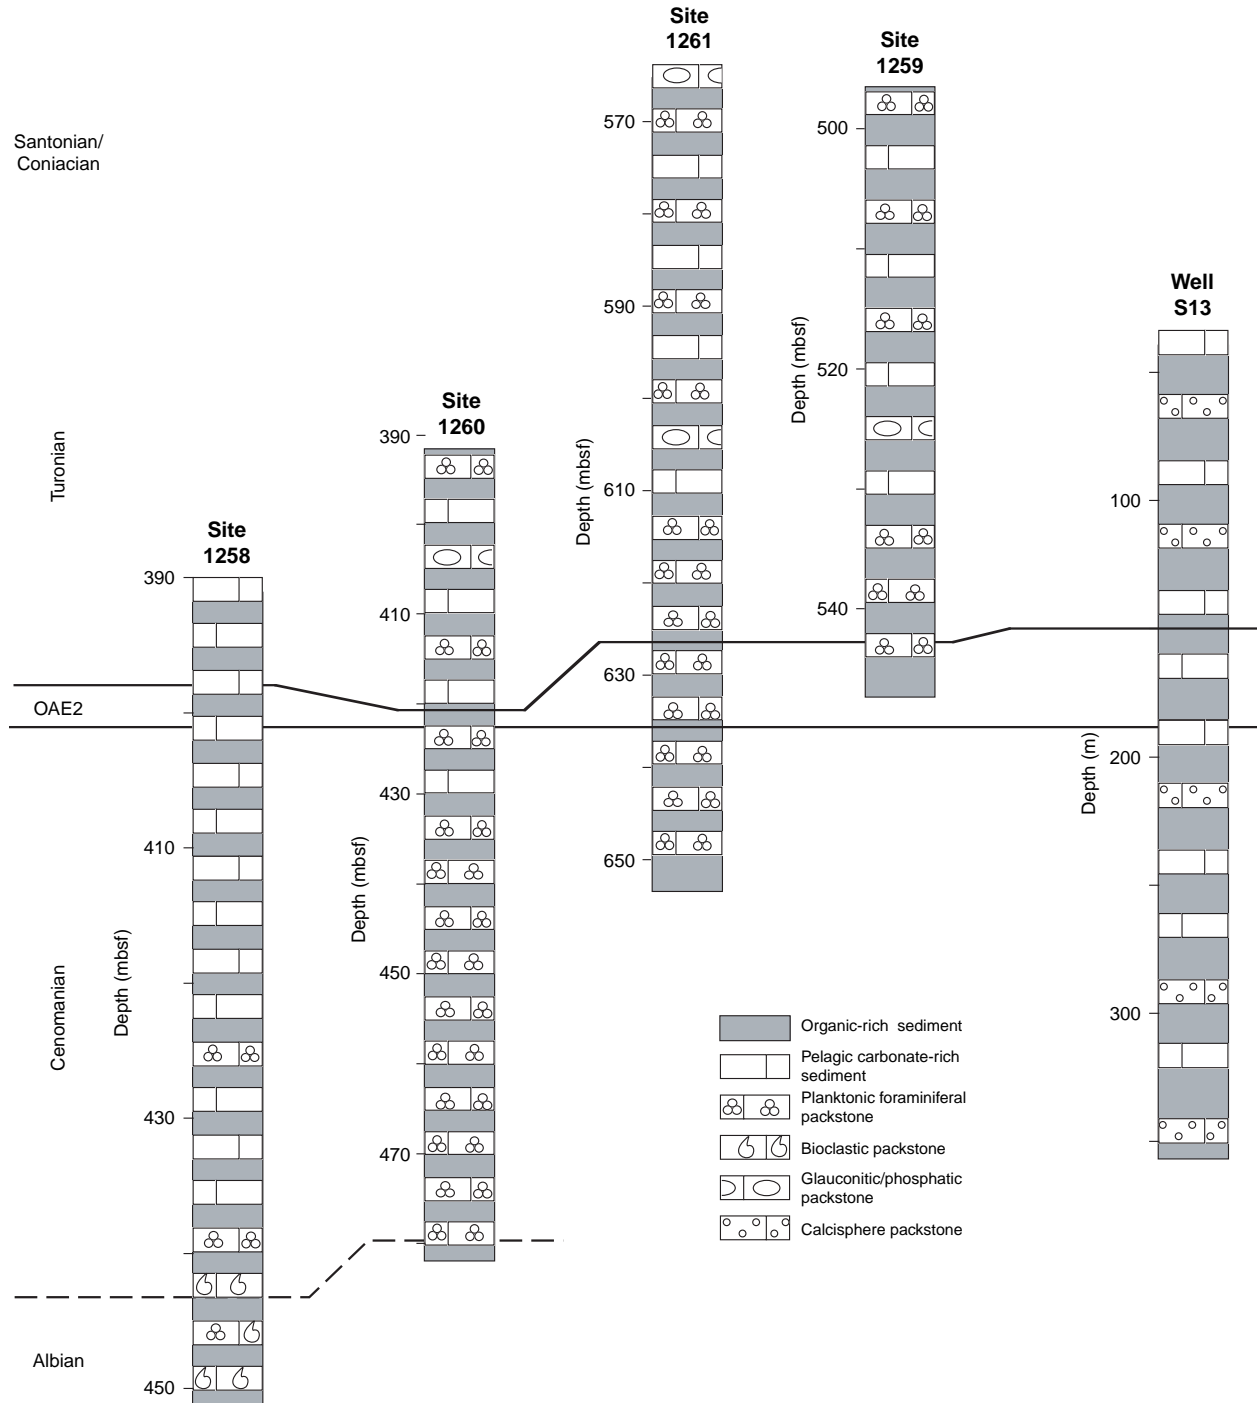 Site
1261
Site
1259
570
500
Santonian/
Coniacian
Well
S13
590
Depth (mbsf)
520
Site
1260
390
Depth (mbsf)
610
Turonian
100
Site
1258
390
410
540
630
OAE2
Depth (m)
200
430
410
Depth (mbsf)
650
Depth (mbsf)
450
Cenomanian
300
Organic-rich sediment
Pelagic carbonate-rich
sediment
Planktonic foraminiferal
packstone
430
470
Bioclastic packstone
Glauconitic/phosphatic
packstone
Calcisphere packstone
Albian
450